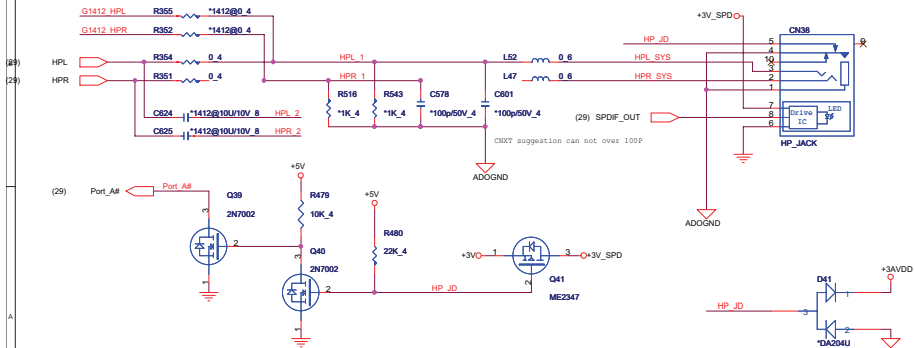 G1412_HPL R355 *1412@0_4
G1412_HPR R352 *1412@0_4
+3V_SPD
CN38
HP_JD 5
4
9
10
(29) HPL R354 0_4 HPL_1 L52 0_6 HPL_SYS 3
(29) HPR R351 0_4 HPR_1 L47 0_6 HPR_SYS 2
1
R516 R543 C578 C601
*1K_4 *1K_4 *100p/50V_4 *100p/50V_4
C624 *1412@10U/10V_8 HPL_2
C625 *1412@10U/10V_8 HPR_2
7
(29) SPDIF_OUT 8
6
Drive
IC
LED
HP_JACK
CNXT suggestion can not over 100P
ADOGND
ADOGND
+5V
(29) Port_A# Port_A#
Q39
2N7002
3
2
1
R479
10K_4
+5V
R480
22K_4
Q40
2N7002
3
2
1
HP_JD
+3V 1 3 +3V_SPD
2
Q41
ME2347
+3AVDD
D41
1
HP_JD 3
2
*DA204U
A